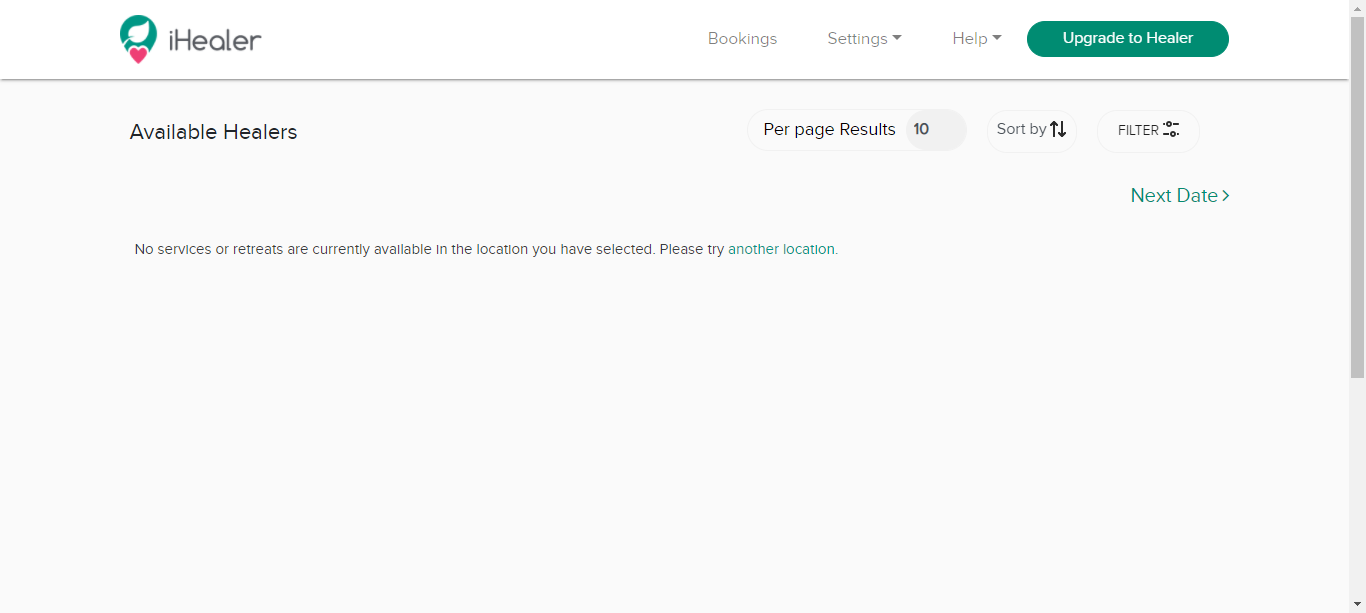 iHealer
Bookings
Settings
Help
Upgrade to Healer
Available Healers
Per page Results
10
Sort by
FILTER
Next Date
No services or retreats are currently available in the location you have selected. Please try another location.